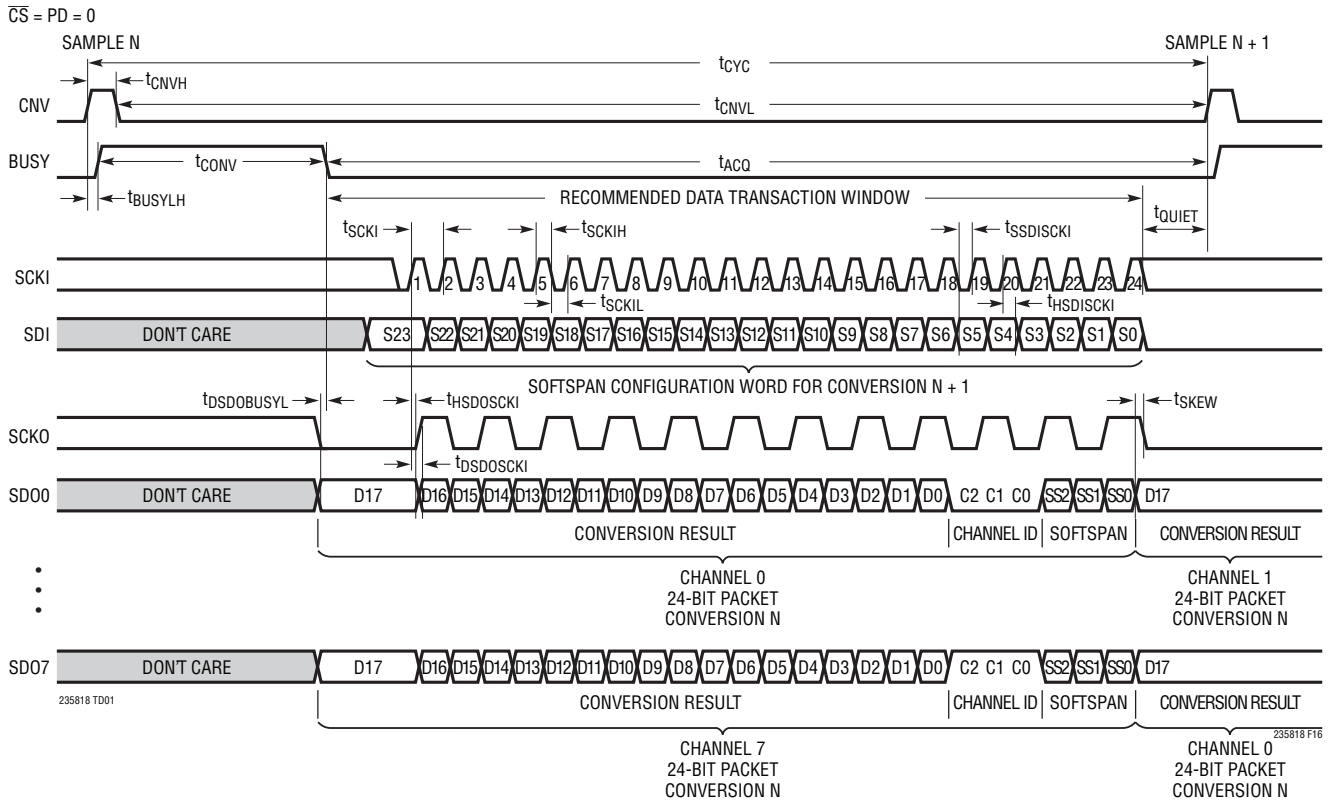 CS = PD = 0
SAMPLE N
SAMPLE N + 1
tCYC
tCNVH
CNV
tCNVL
BUSY
tCONV
tACQ
tBUSYLH
RECOMMENDED DATA TRANSACTION WINDOW
tQUIET
tSCKI
tSCKIH
tSSDISCKI
SCKI
1 2 3 4 5 6 7 8 9 10 11 12 13 14 15 16 17 18 19 20 21 22 23 24
tSCKIL
tHSDISCKI
SDI
DON'T CARE
S23 S22 S21 S20 S19 S18 S17 S16 S15 S14 S13 S12 S11 S10 S9 S8 S7 S6 S5 S4 S3 S2 S1 S0
SOFTSPAN CONFIGURATION WORD FOR CONVERSION N + 1
tDSDOBUSYL
tHSDOSCKI
tSKEW
SCKO
tDSDOSCKI
SDO0
DON'T CARE
D17 D16 D15 D14 D13 D12 D11 D10 D9 D8 D7 D6 D5 D4 D3 D2 D1 D0 C2 C1 C0 SS2 SS1 SS0 D17
CONVERSION RESULT
CHANNEL ID
SOFTSPAN
CONVERSION RESULT
CHANNEL 0
24-BIT PACKET
CONVERSION N
CHANNEL 1
24-BIT PACKET
CONVERSION N
SDO7
DON'T CARE
D17 D16 D15 D14 D13 D12 D11 D10 D9 D8 D7 D6 D5 D4 D3 D2 D1 D0 C2 C1 C0 SS2 SS1 SS0 D17
235818 TD01
CONVERSION RESULT
CHANNEL ID
SOFTSPAN
CONVERSION RESULT
235818 F16
CHANNEL 7
24-BIT PACKET
CONVERSION N
CHANNEL 0
24-BIT PACKET
CONVERSION N